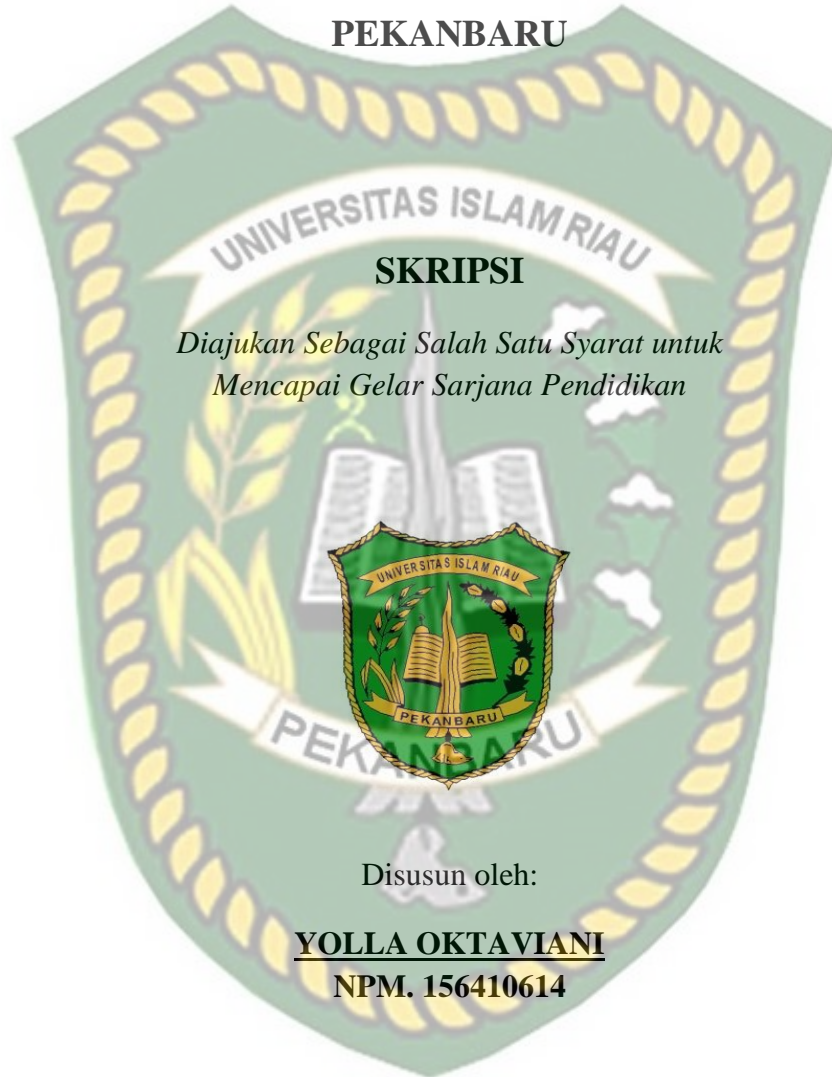 PEKANBARU
UNIVERSITAS ISLAM RIAU
SKRIPSI
Diajukan Sebagai Salah Satu Syarat untuk
Mencapai Gelar Sarjana Pendidikan
UNIVERSITAS ISLAM RIAU
PEKANBARU
PEKANBARU
Disusun oleh:
YOLLA OKTAVIANI
NPM. 156410614